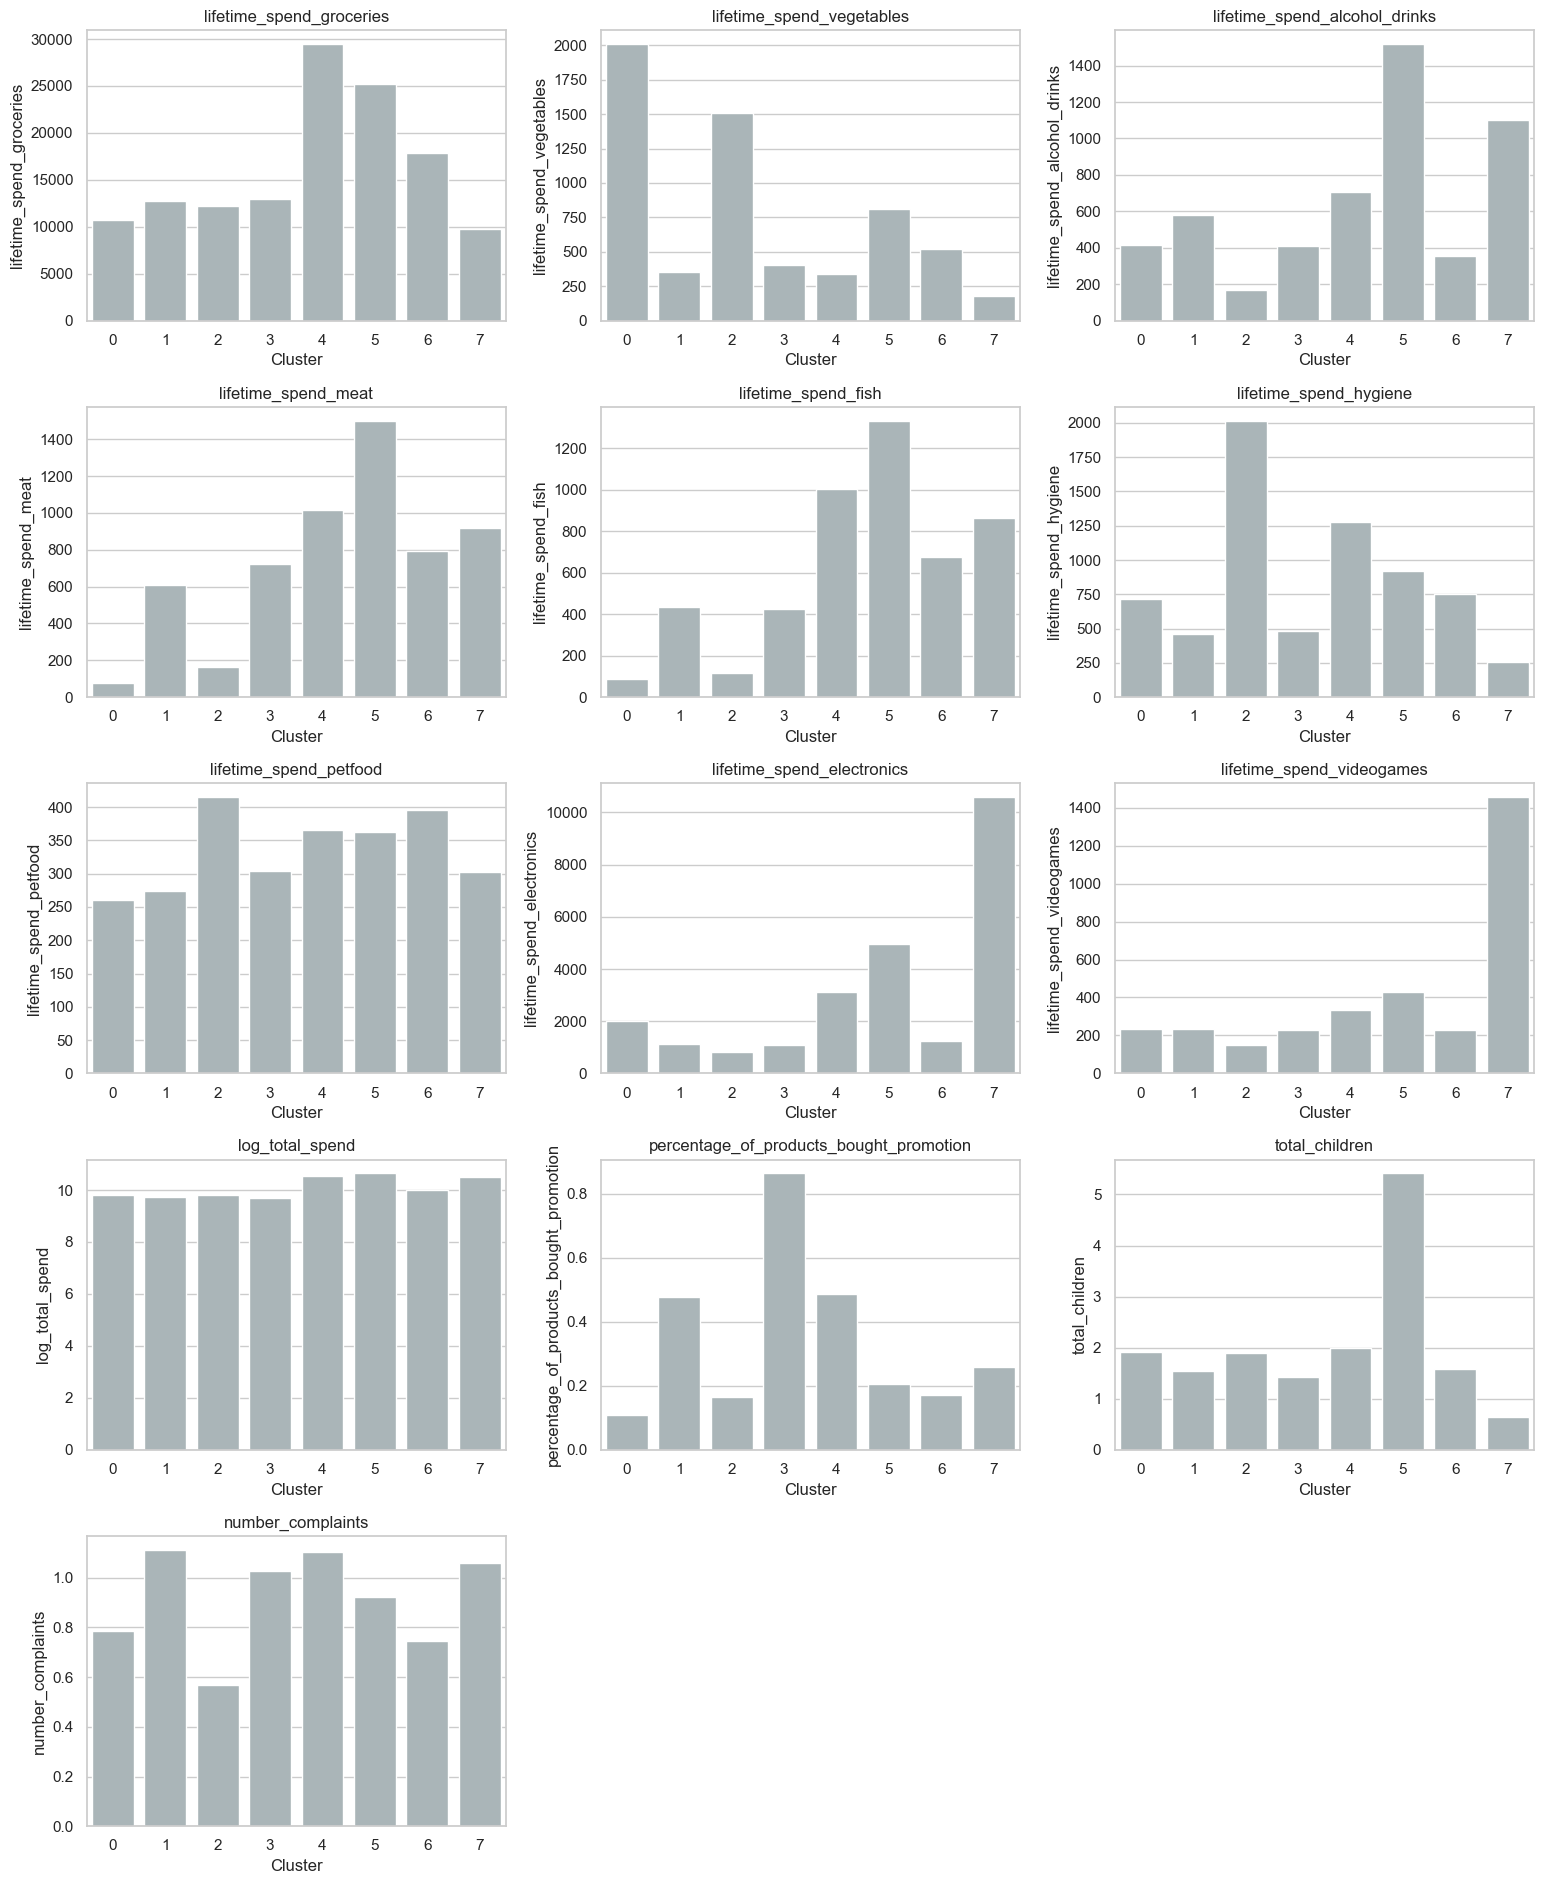 lifetime_spend_groceries
lifetime_spend_groceries
30000
25000
20000
15000
10000
5000
0
0 1 2 3 4 5 6 7
Cluster
lifetime_spend_vegetables
lifetime_spend_vegetables
2000
1750
1500
1250
1000
750
500
250
0
0 1 2 3 4 5 6 7
Cluster
lifetime_spend_alcohol_drinks
lifetime_spend_alcohol_drinks
1400
1200
1000
800
600
400
200
0
0 1 2 3 4 5 6 7
Cluster
lifetime_spend_meat
lifetime_spend_meat
1400
1200
1000
800
600
400
200
0
0 1 2 3 4 5 6 7
Cluster
lifetime_spend_fish
lifetime_spend_fish
1200
1000
800
600
400
200
0
0 1 2 3 4 5 6 7
Cluster
lifetime_spend_hygiene
lifetime_spend_hygiene
2000
1750
1500
1250
1000
750
500
250
0
0 1 2 3 4 5 6 7
Cluster
lifetime_spend_petfood
lifetime_spend_petfood
400
350
300
250
200
150
100
50
0
0 1 2 3 4 5 6 7
Cluster
lifetime_spend_electronics
lifetime_spend_electronics
10000
8000
6000
4000
2000
0
0 1 2 3 4 5 6 7
Cluster
lifetime_spend_videogames
lifetime_spend_videogames
1400
1200
1000
800
600
400
200
0
0 1 2 3 4 5 6 7
Cluster
log_total_spend
log_total_spend
10
8
6
4
2
0
0 1 2 3 4 5 6 7
Cluster
percentage_of_products_bought_promotion
percentage_of_products_bought_promotion
0.8
0.6
0.4
0.2
0.0
0 1 2 3 4 5 6 7
Cluster
total_children
total_children
5
4
3
2
1
0
0 1 2 3 4 5 6 7
Cluster
number_complaints
number_complaints
1.0
0.8
0.6
0.4
0.2
0.0
0 1 2 3 4 5 6 7
Cluster